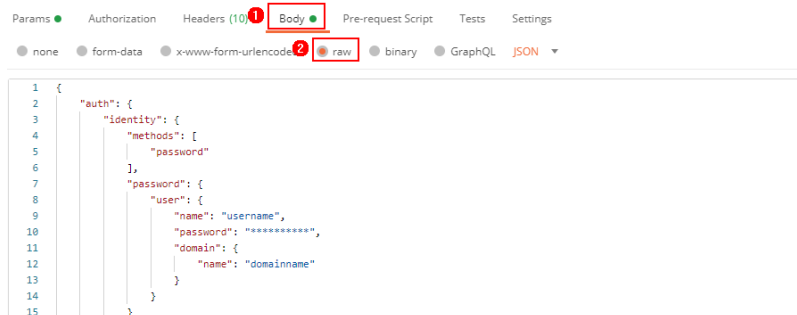 Params Authorization Headers (10) 1 Body Pre-request Script Tests Settings
none form-data x-www-form-urlencode 2 raw binary GraphQL JSON
1 {
2 "auth": {
3 "identity": {
4 "methods": [
5 "password"
6 ],
7 "password": {
8 "user": {
9 "name": "username",
10 "password": "**********",
11 "domain": {
12 "name": "domainname"
13 }
14 }
15 }